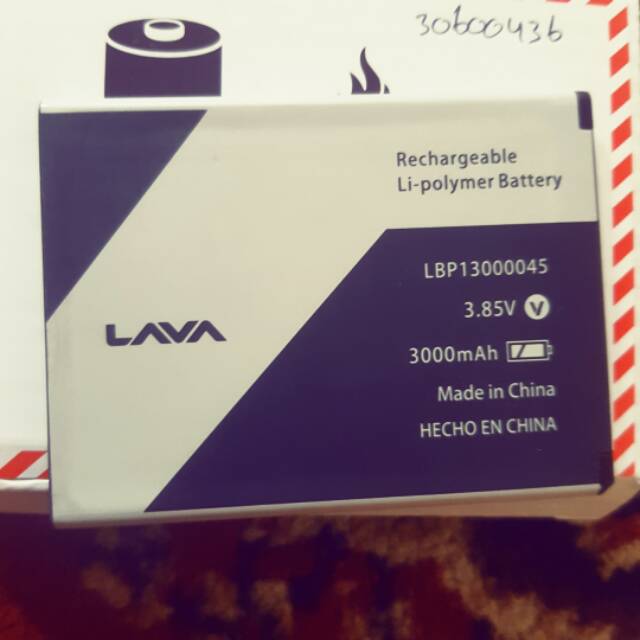 30600436
Rechargeable
Li-polymer Battery
LBP13000045
3.85V V
LAVA
3000mAh
Made in China
HECHO EN CHINA